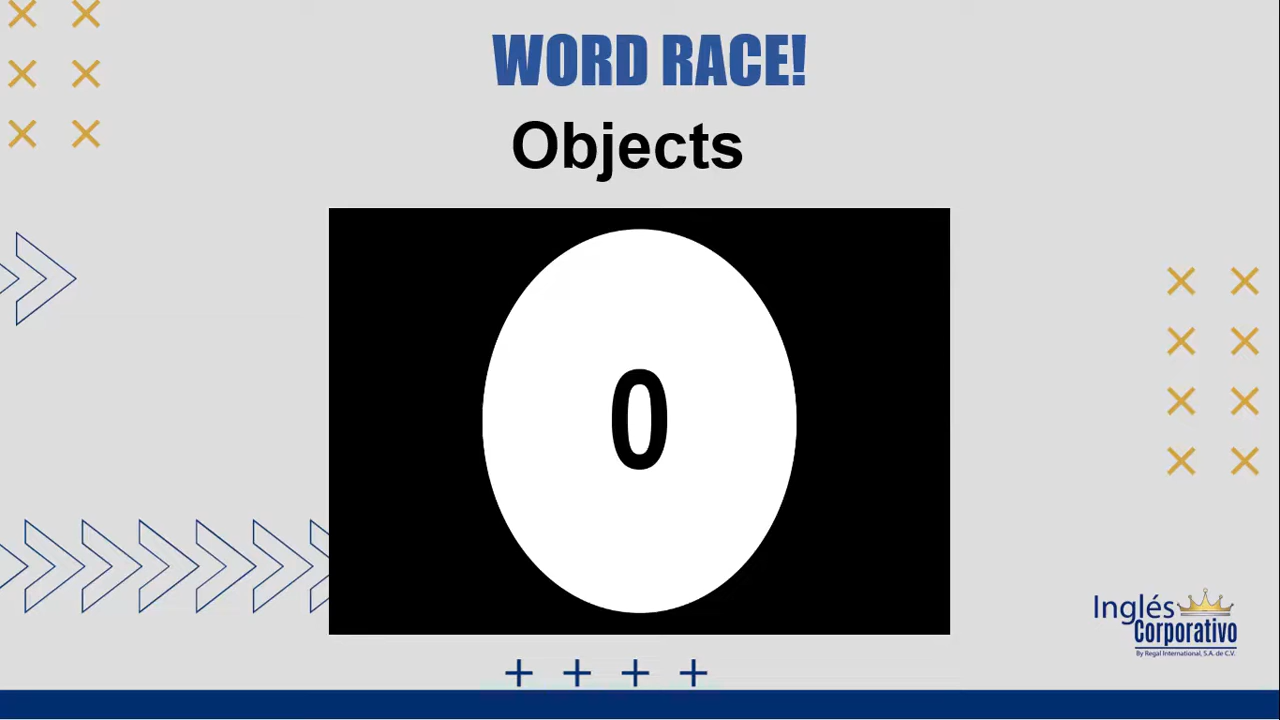 WORD RACE!
Objects
0
Inglés
Corporativo
By Regal International, S.A. de C.V.